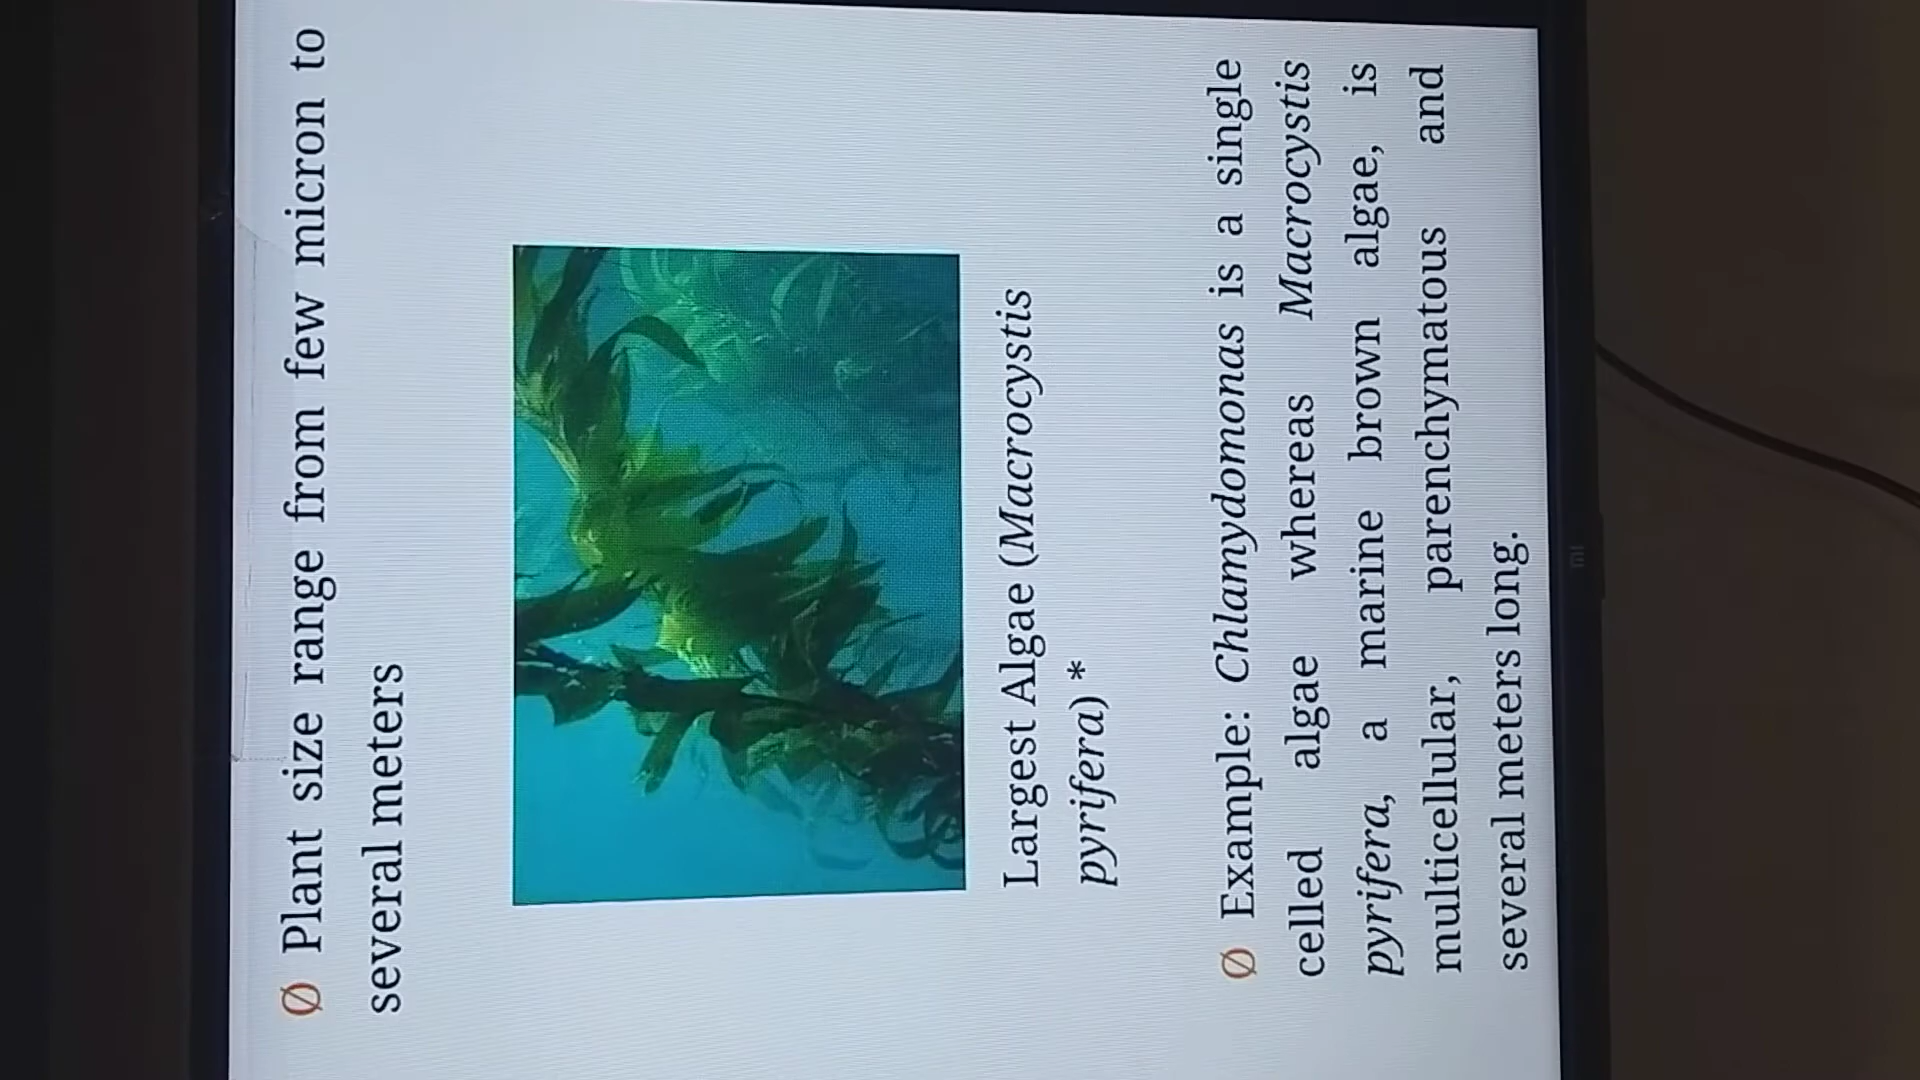 Ø Plant size range from few micron to
several meters
Largest Algae (Macrocystis
pyrifera) *
Ø Example: Chlamydomonas is a single
celled algae whereas Macrocystis
pyrifera, a marine brown algae, is
multicellular, parenchymatous and
several meters long.
mi